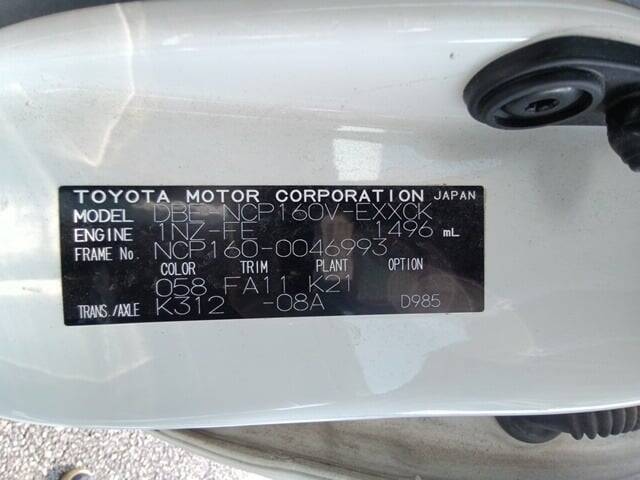 TOYOTA MOTOR CORPORATION JAPAN
MODEL DBE-NCP160V-EXXCK
ENGINE 1NZ-FE 1496 mL
FRAME No. NCP160-0046993
COLOR TRIM PLANT OPTION
058 FA11 K21
TRANS./AXLE K312 -08A D985